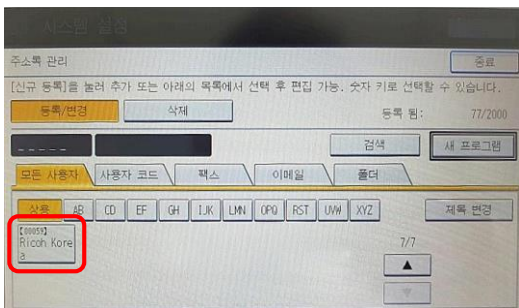 시스템 설정
주소록 관리 종료
[신규 등록]을 눌러 추가 또는 아래의 목록에서 선택 후 편집 가능. 숫자 키로 선택할 수 있습니다.
등록/변경 삭제 등록 됨: 77/2000
_ _ _ _ _ 검색 새 프로그램
모든 사용자 사용자 코드 팩스 이메일 폴더
상용 AB CD EF GH IJK LMN OPQ RST UVW XYZ 제목 변경
[00059]
Ricoh Kore
a
7/7
▲
▼